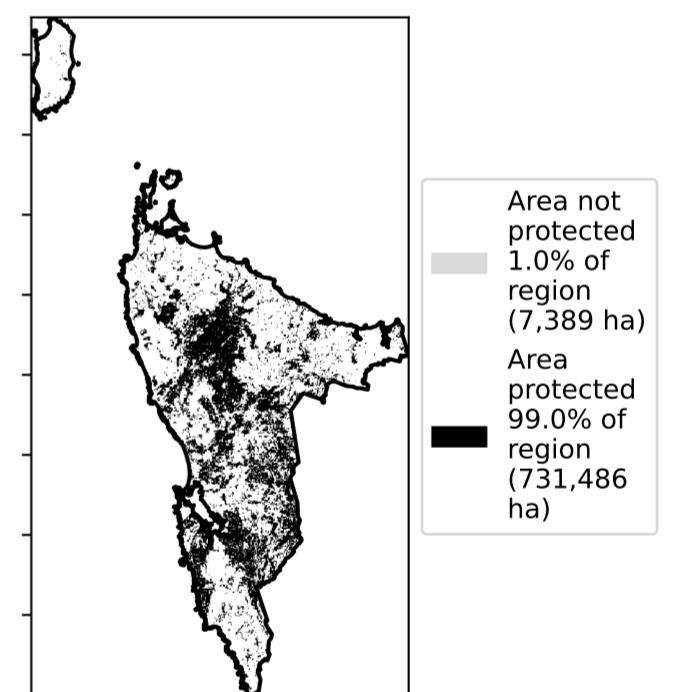 Area not
protected
1.0% of
region
(7,389 ha)
Area
protected
99.0% of
region
(731,486
ha)